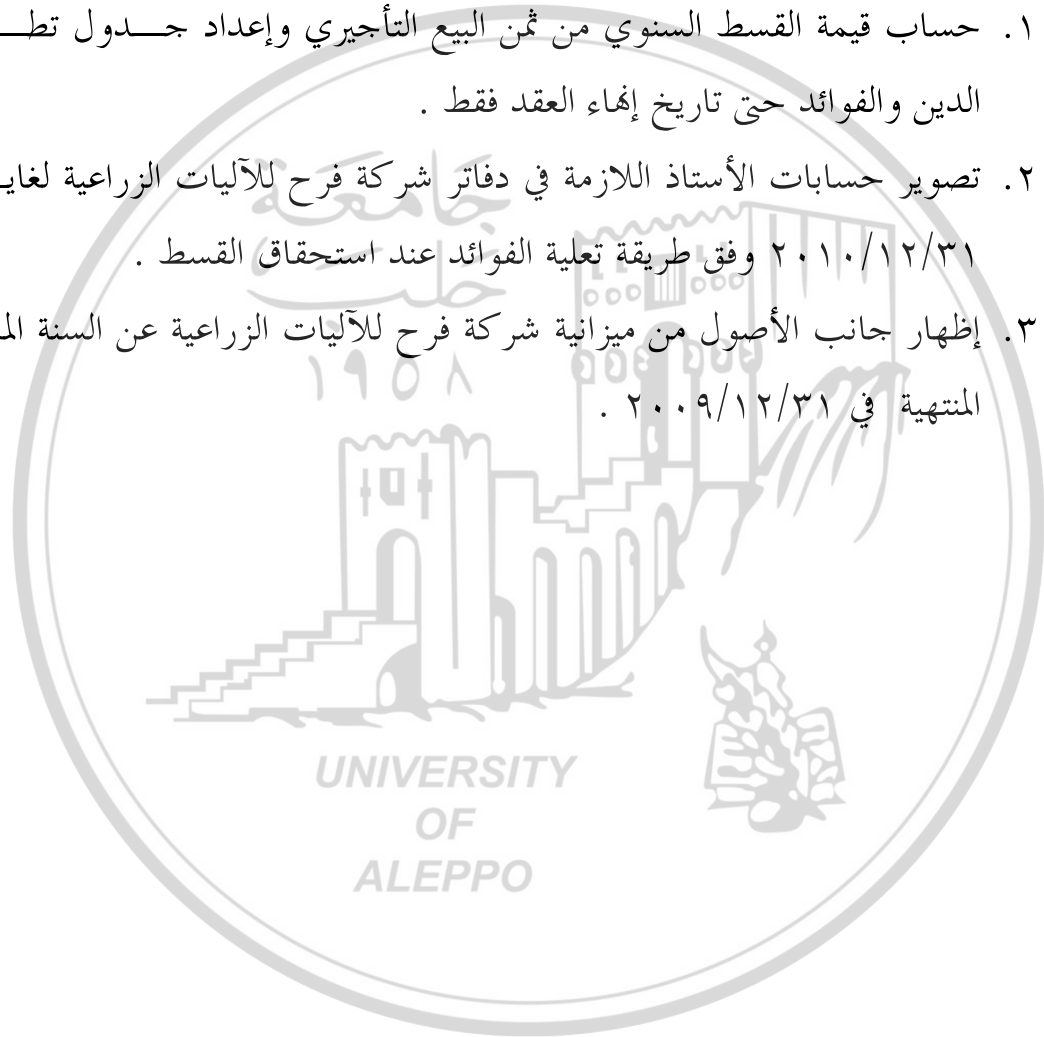 ١. حساب قيمة القسط السنوي من ثمن البيع التأجيري وإعداد جـــدول
الدين والفوائد حتى تاريخ إنهاء العقد فقط .
٢. تصوير حسابات الأستاذ اللازمة في دفاتر شركة فرح للآليات الزراعية
٢٠١٠/١٢/٣١ وفق طريقة تعلية الفوائد عند استحقاق القسط .
٣. إظهار جانب الأصول من ميزانية شركة فرح للآليات الزراعية عن السنة
المنتهية في ٢٠٠٩/١٢/٣١ .
جامعة
حلب
١٩٥٨
UNIVERSITY
OF
ALEPPO